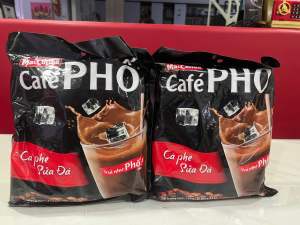 MacCoffee
Café PHỐ
Cà phê
Sữa Đá
MacCoffee
Café PHỐ
Cà phê
Sữa Đá